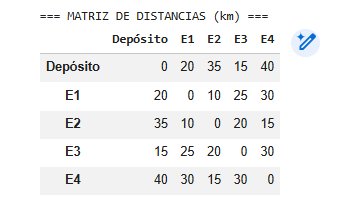 === MATRIZ DE DISTANCIAS (km) ===
Depósito E1 E2 E3 E4
Depósito 0 20 35 15 40
E1 20 0 10 25 30
E2 35 10 0 20 15
E3 15 25 20 0 30
E4 40 30 15 30 0